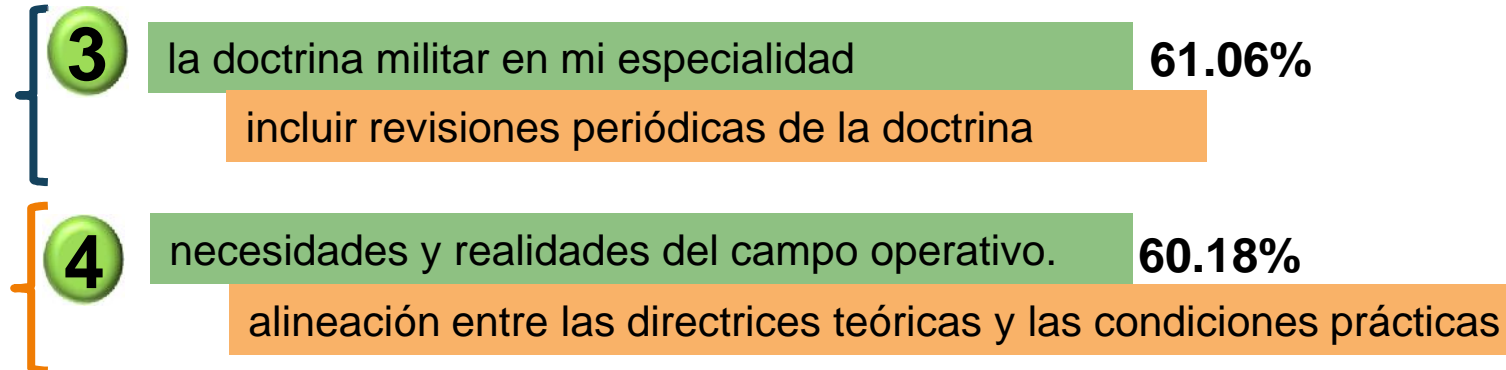 3
la doctrina militar en mi especialidad
61.06%
incluir revisiones periódicas de la doctrina
4
necesidades y realidades del campo operativo.
60.18%
alineación entre las directrices teóricas y las condiciones prácticas